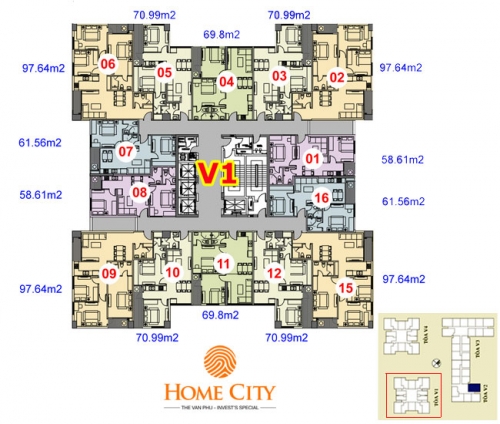 70.99m2
70.99m2
69.8m2
97.64m2
06
05
04
03
02
97.64m2
61.56m2
07
V1
01
58.61m2
58.61m2
08
16
61.56m2
97.64m2
09
10
11
12
15
97.64m2
70.99m2
69.8m2
70.99m2
HOME CITY
THE VAN PHU - INVEST'S SPECIAL
TÒA V4
TÒA V3
TÒA V1
TÒA V2